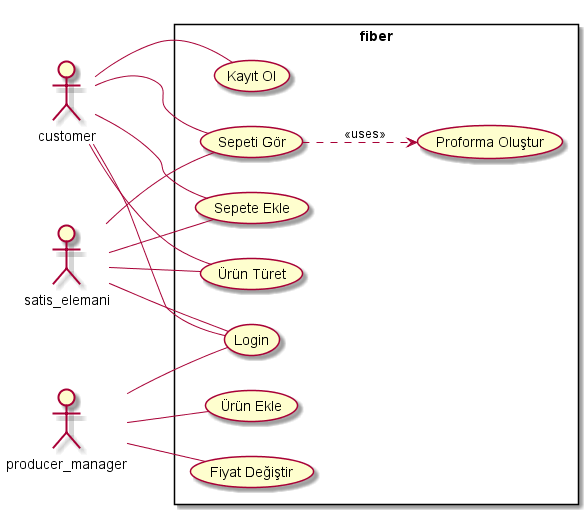 fiber
Kayıt Ol
customer
Sepeti Gör
«uses»
Proforma Oluştur
Sepete Ekle
Ürün Türet
satis_elemani
Login
Ürün Ekle
producer_manager
Fiyat Değiştir